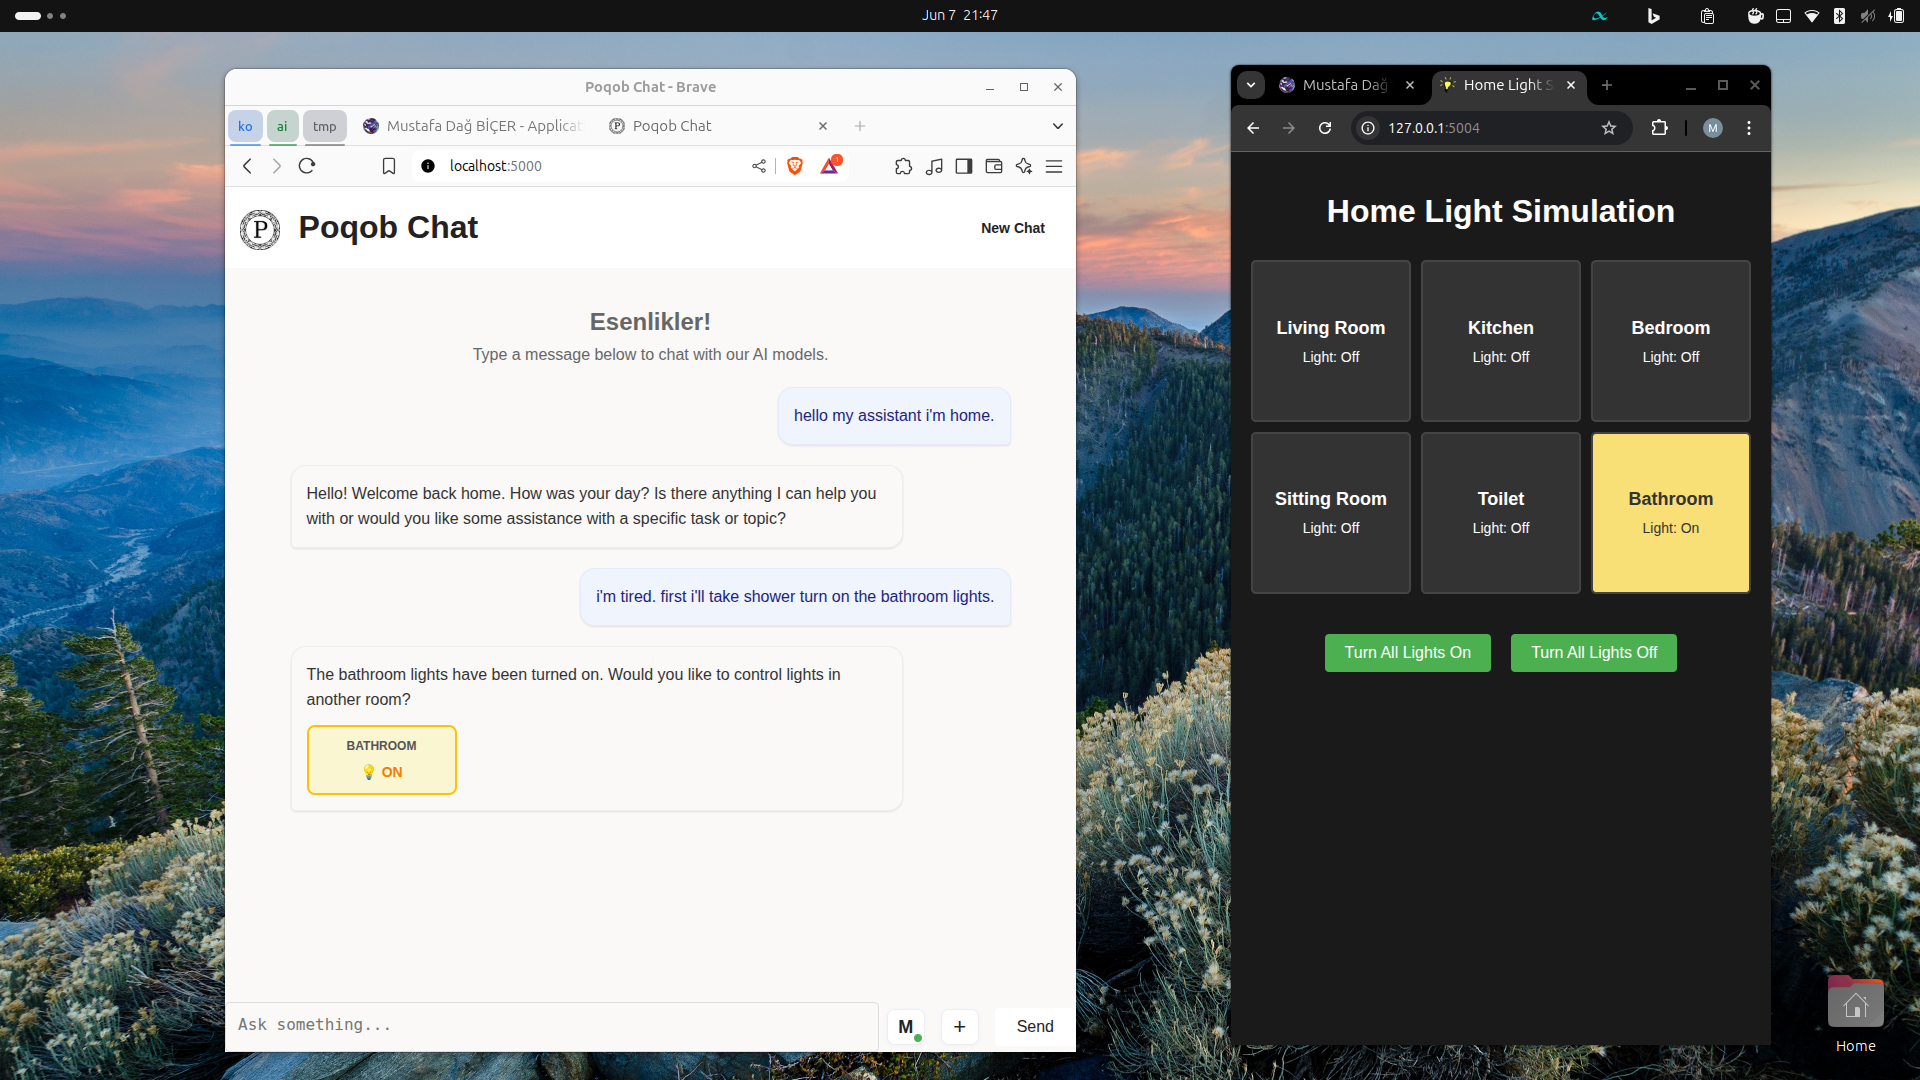 Jun 7 21:47
Poqob Chat - Brave
ko
ai
tmp
Mustafa Dağ BİÇER - Applicat
Poqob Chat
localhost:5000
1
P
Poqob Chat
New Chat
Esenlikler!
Type a message below to chat with our AI models.
hello my assistant i'm home.
Hello! Welcome back home. How was your day? Is there anything I can help you
with or would you like some assistance with a specific task or topic?
i'm tired. first i'll take shower turn on the bathroom lights.
The bathroom lights have been turned on. Would you like to control lights in
another room?
BATHROOM
💡 ON
Ask something...
M
+
Send
Mustafa Dağ
Home Light S
127.0.0.1:5004
M
Home Light Simulation
Living Room
Light: Off
Kitchen
Light: Off
Bedroom
Light: Off
Sitting Room
Light: Off
Toilet
Light: Off
Bathroom
Light: On
Turn All Lights On
Turn All Lights Off
Home